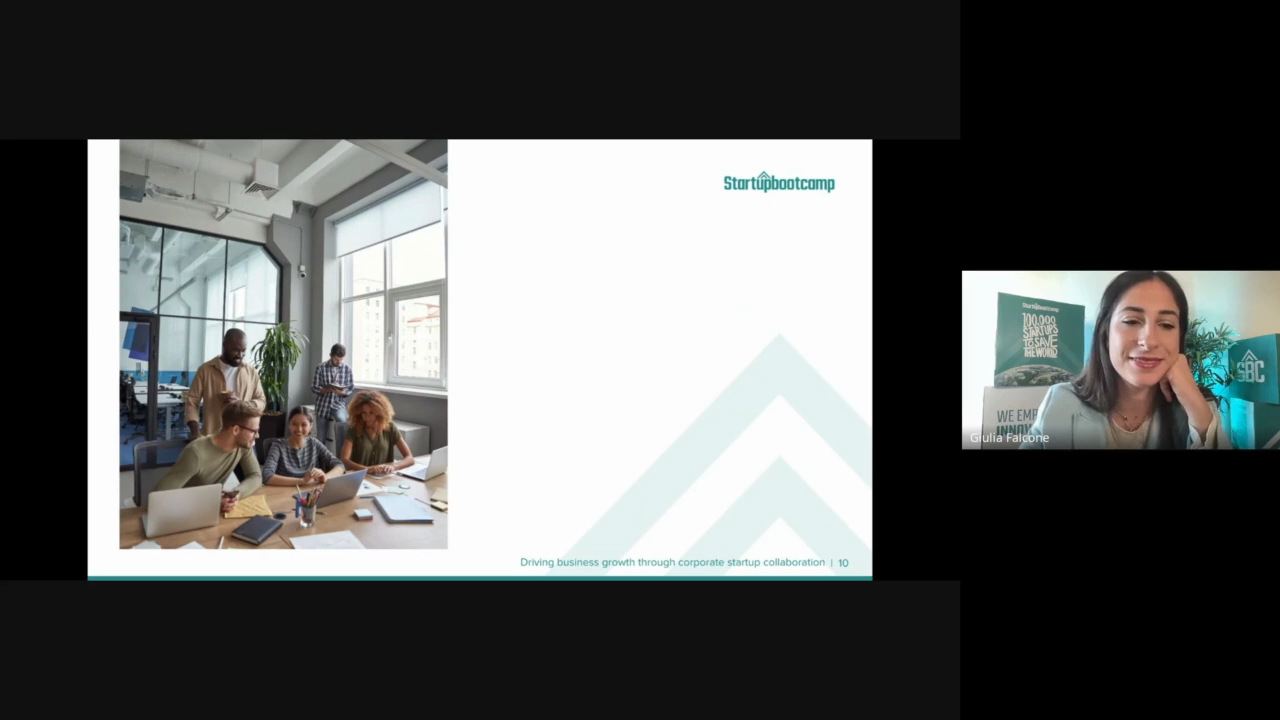 Startupbootcamp
Driving business growth through corporate startup collaboration | 10
Startupbootcamp
100.000
STARTUPS
TO SAVE
THE WORLD
SBC
WE EMP
INNOV
Giulia Falcone